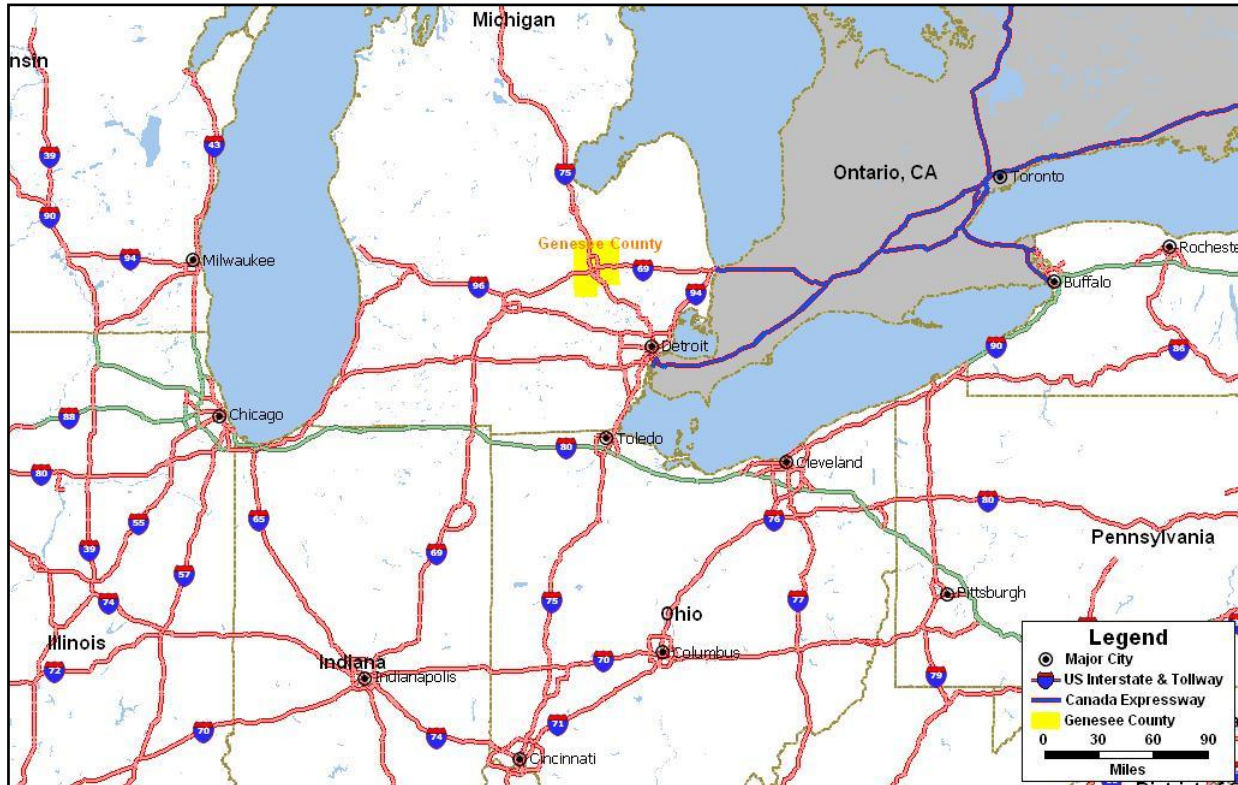 Michigan
nsin
39
43
75
Ontario, CA
Toronto
90
94
Milwaukee
Genesee County
69
Rocheste
96
94
Buffalo
Detroit
90
86
Chicago
88
Toledo
80
Cleveland
80
80
55
65
76
39
69
57
Pennsylvania
74
75
77
Pittsburgh
Ohio
Illinois
Columbus
72
Indiana
70
Indianapolis
79
70
74
71
Cincinnati
Legend
Major City
US Interstate & Tollway
Canada Expressway
Genesee County
0 30 60 90
Miles